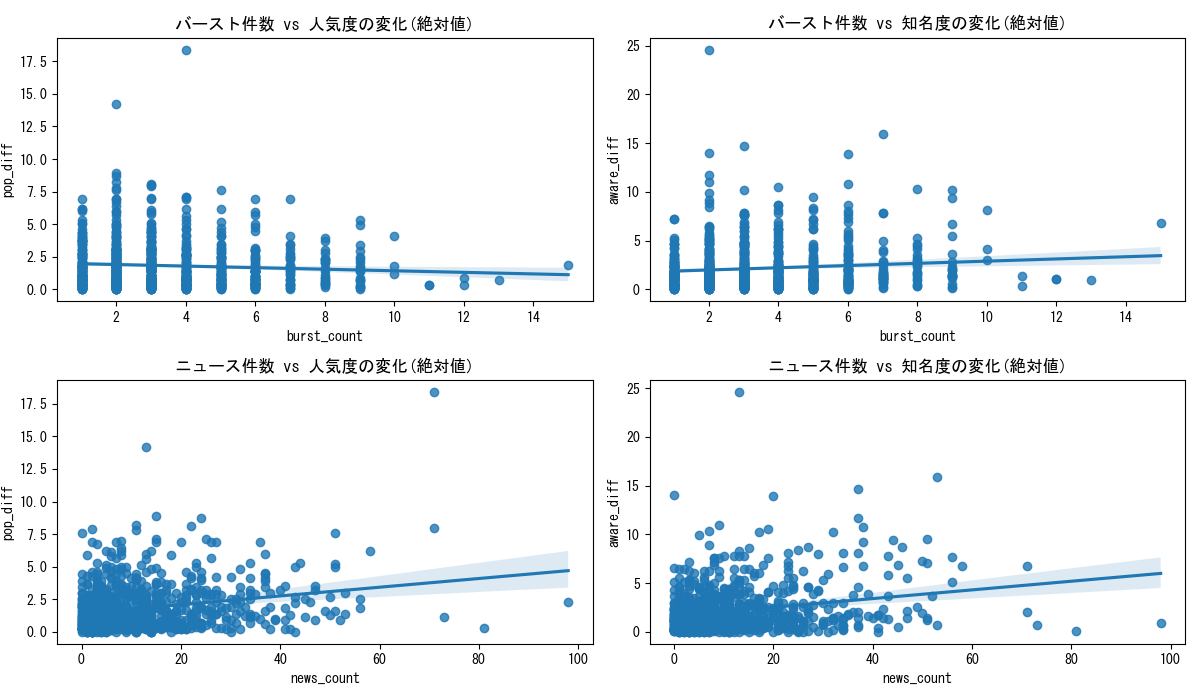 バースト件数 vs 人気度の変化(絶対値)
pop_diff
17.5
15.0
12.5
10.0
7.5
5.0
2.5
0.0
2 4 6 8 10 12 14
burst_count
バースト件数 vs 知名度の変化(絶対値)
aware_diff
25
20
15
10
5
0
2 4 6 8 10 12 14
burst_count
ニュース件数 vs 人気度の変化(絶対値)
pop_diff
17.5
15.0
12.5
10.0
7.5
5.0
2.5
0.0
0 20 40 60 80 100
news_count
ニュース件数 vs 知名度の変化(絶対値)
aware_diff
25
20
15
10
5
0
0 20 40 60 80 100
news_count